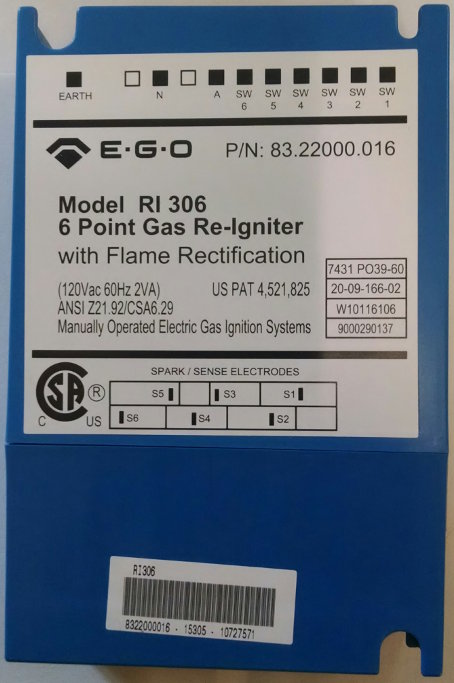 EARTH N A SW 6 SW 5 SW 4 SW 3 SW 2 SW 1
E·G·O P/N: 83.22000.016
Model RI 306
6 Point Gas Re-Igniter
with Flame Rectification
(120Vac 60Hz 2VA) US PAT 4,521,825
ANSI Z21.92/CSA6.29
Manually Operated Electric Gas Ignition Systems
7431 PO39-60
20-09-166-02
W10116106
9000290137
SPARK / SENSE ELECTRODES
SA ® C US
S5 S3 S1
S6 S4 S2
RI306
8322000016 - 15305 - 10727571